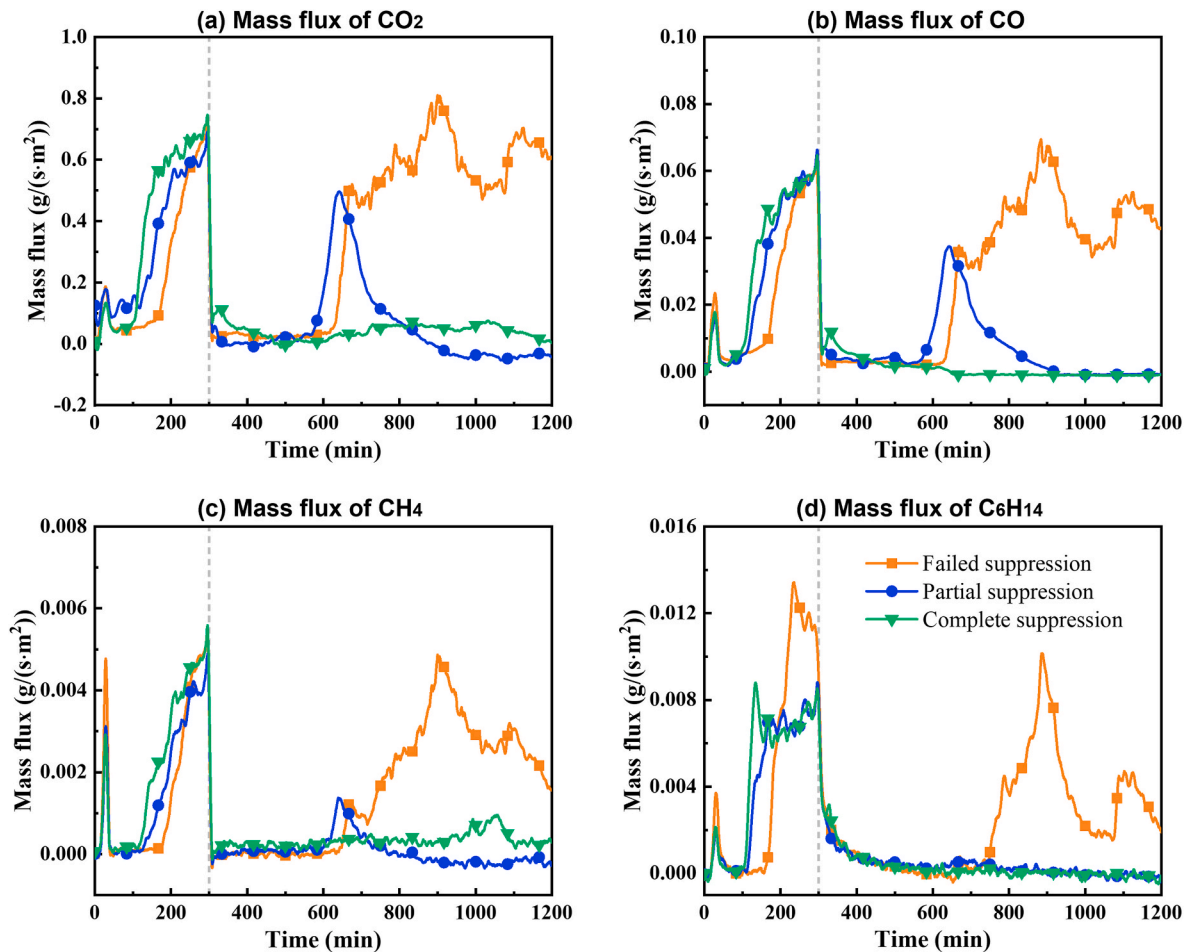 (a) Mass flux of CO₂
Mass flux (g/(s·m²))
1.0
0.8
0.6
0.4
0.2
0.0
-0.2
0 200 400 600 800 1000 1200
Time (min)
(b) Mass flux of CO
Mass flux (g/(s·m²))
0.10
0.08
0.06
0.04
0.02
0.00
0 200 400 600 800 1000 1200
Time (min)
(c) Mass flux of CH₄
Mass flux (g/(s·m²))
0.008
0.006
0.004
0.002
0.000
0 200 400 600 800 1000 1200
Time (min)
(d) Mass flux of C₆H₁₄
Mass flux (g/(s·m²))
0.016
0.012
0.008
0.004
0.000
Failed suppression
Partial suppression
Complete suppression
0 200 400 600 800 1000 1200
Time (min)